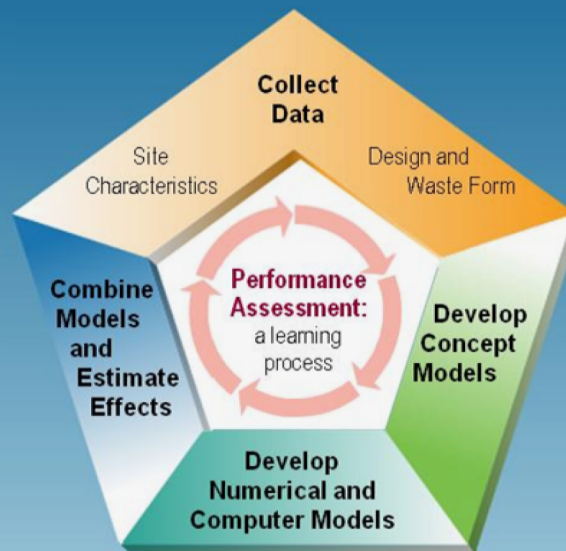 Collect
Data
Site
Characteristics
Design and
Waste Form
Performance
Assessment:
a learning
process
Develop
Concept
Models
Develop
Numerical and
Computer Models
Combine
Models
and
Estimate
Effects